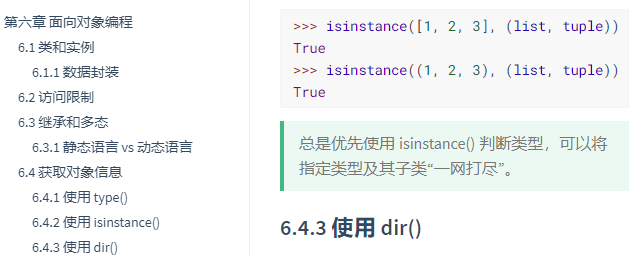 第六章 面向对象编程
6.1 类和实例
6.1.1 数据封装
6.2 访问限制
6.3 继承和多态
6.3.1 静态语言 vs 动态语言
6.4 获取对象信息
6.4.1 使用 type()
6.4.2 使用 isinstance()
6.4.3 使用 dir()
>>> isinstance([1, 2, 3], (list, tuple))
True
>>> isinstance((1, 2, 3), (list, tuple))
True
总是优先使用 isinstance() 判断类型，可以将
指定类型及其子类“一网打尽”。
6.4.3 使用 dir()